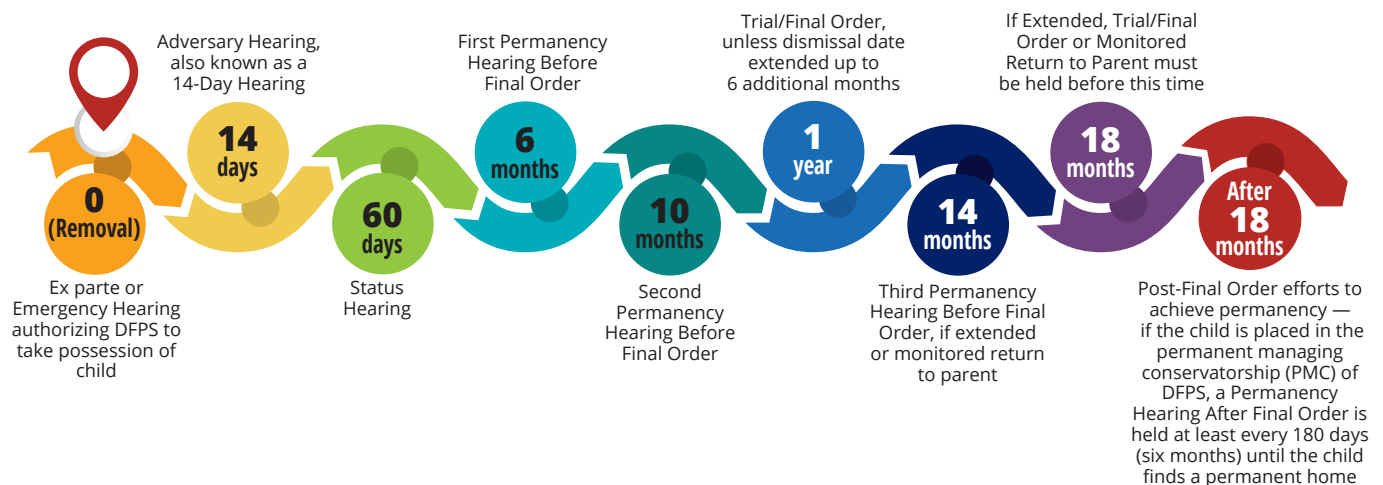 0
(Removal)
Ex parte or
Emergency Hearing
authorizing DFPS to
take possession of
child
Adversary Hearing,
also known as a
14-Day Hearing
14
days
60
days
Status
Hearing
First Permanency
Hearing Before
Final Order
6
months
10
months
Second
Permanency
Hearing Before
Final Order
Trial/Final Order,
unless dismissal date
extended up to
6 additional months
1
year
14
months
Third Permanency
Hearing Before Final
Order, if extended
or monitored return
to parent
If Extended, Trial/Final
Order or Monitored
Return to Parent must
be held before this time
18
months
After
18
months
Post-Final Order efforts to
achieve permanency —
if the child is placed in the
permanent managing
conservatorship (PMC) of
DFPS, a Permanency
Hearing After Final Order is
held at least every 180 days
(six months) until the child
finds a permanent home